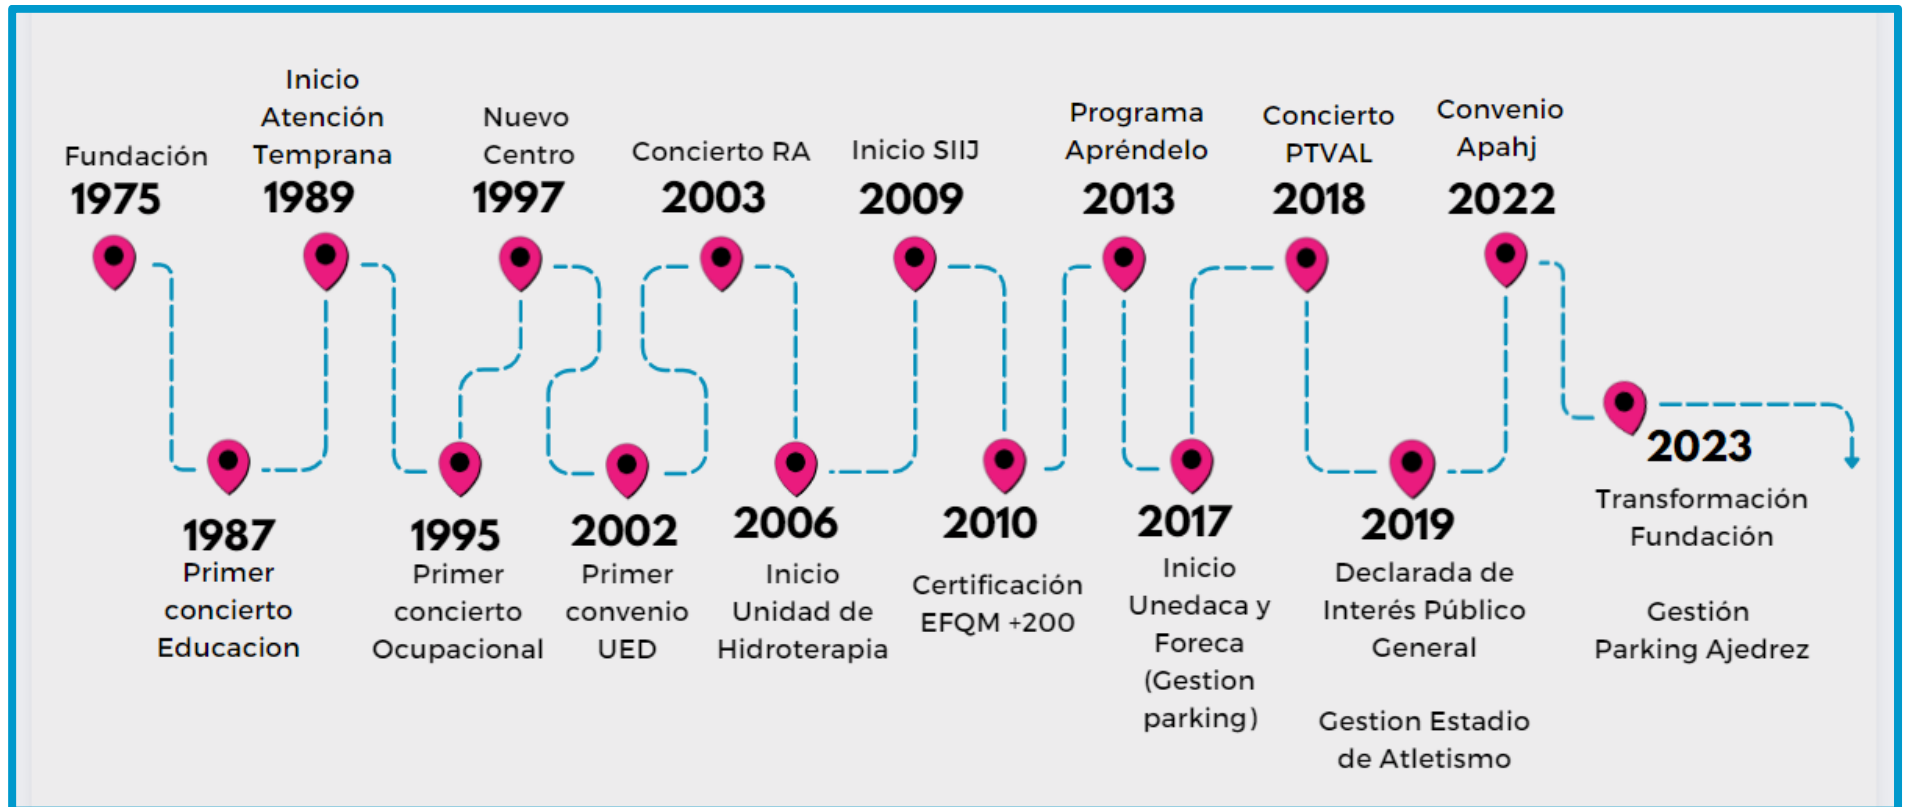 Fundación
1975
1987
Primer
concierto
Educacion
Inicio
Atención
Temprana
1989
1995
Primer
concierto
Ocupacional
Nuevo
Centro
1997
2002
Primer
convenio
UED
Concierto RA
2003
2006
Inicio
Unidad de
Hidroterapia
Inicio SIIJ
2009
2010
Certificación
EFQM +200
Programa
Apréndelo
2013
2017
Inicio
Unedaca y
Foreca
(Gestion
parking)
Concierto
PTVAL
2018
2019
Declarada de
Interés Público
General
Gestion Estadio
de Atletismo
Convenio
Apahj
2022
2023
Transformación
Fundación
Gestión
Parking Ajedrez